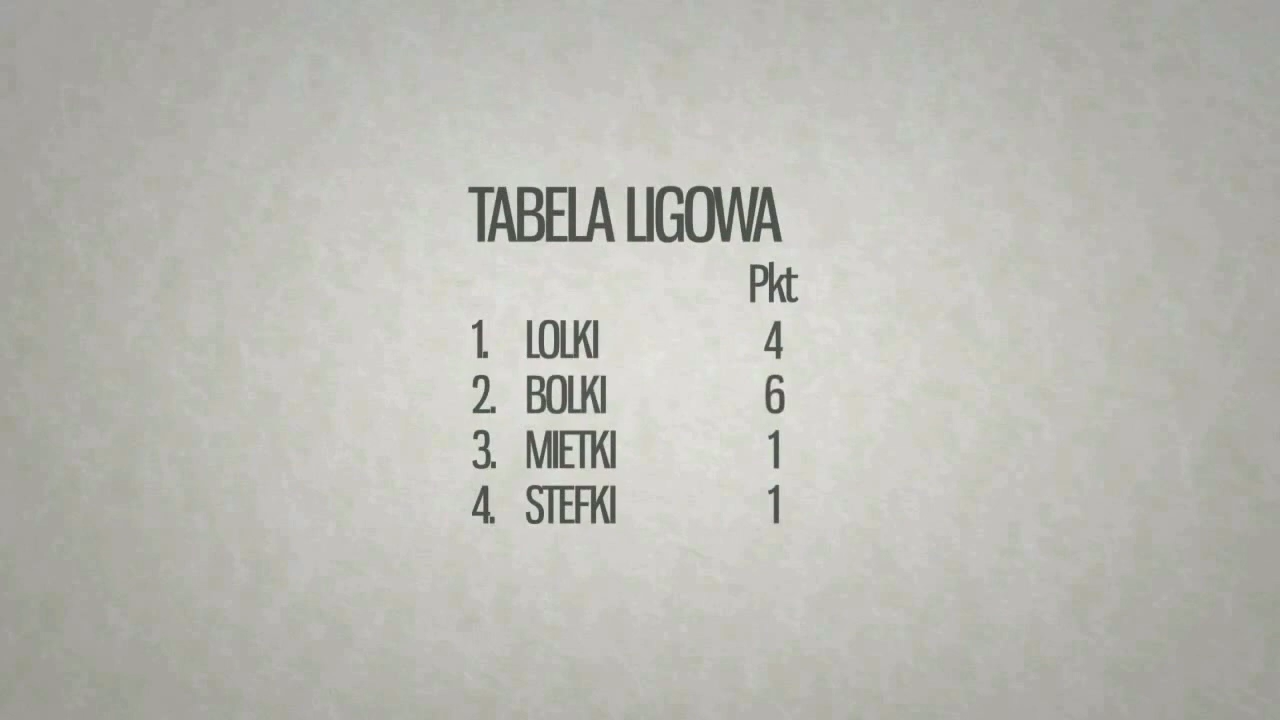 TABELA LIGOWA
Pkt
1. LOLKI 4
2. BOLKI 6
3. MIETKI 1
4. STEFKI 1